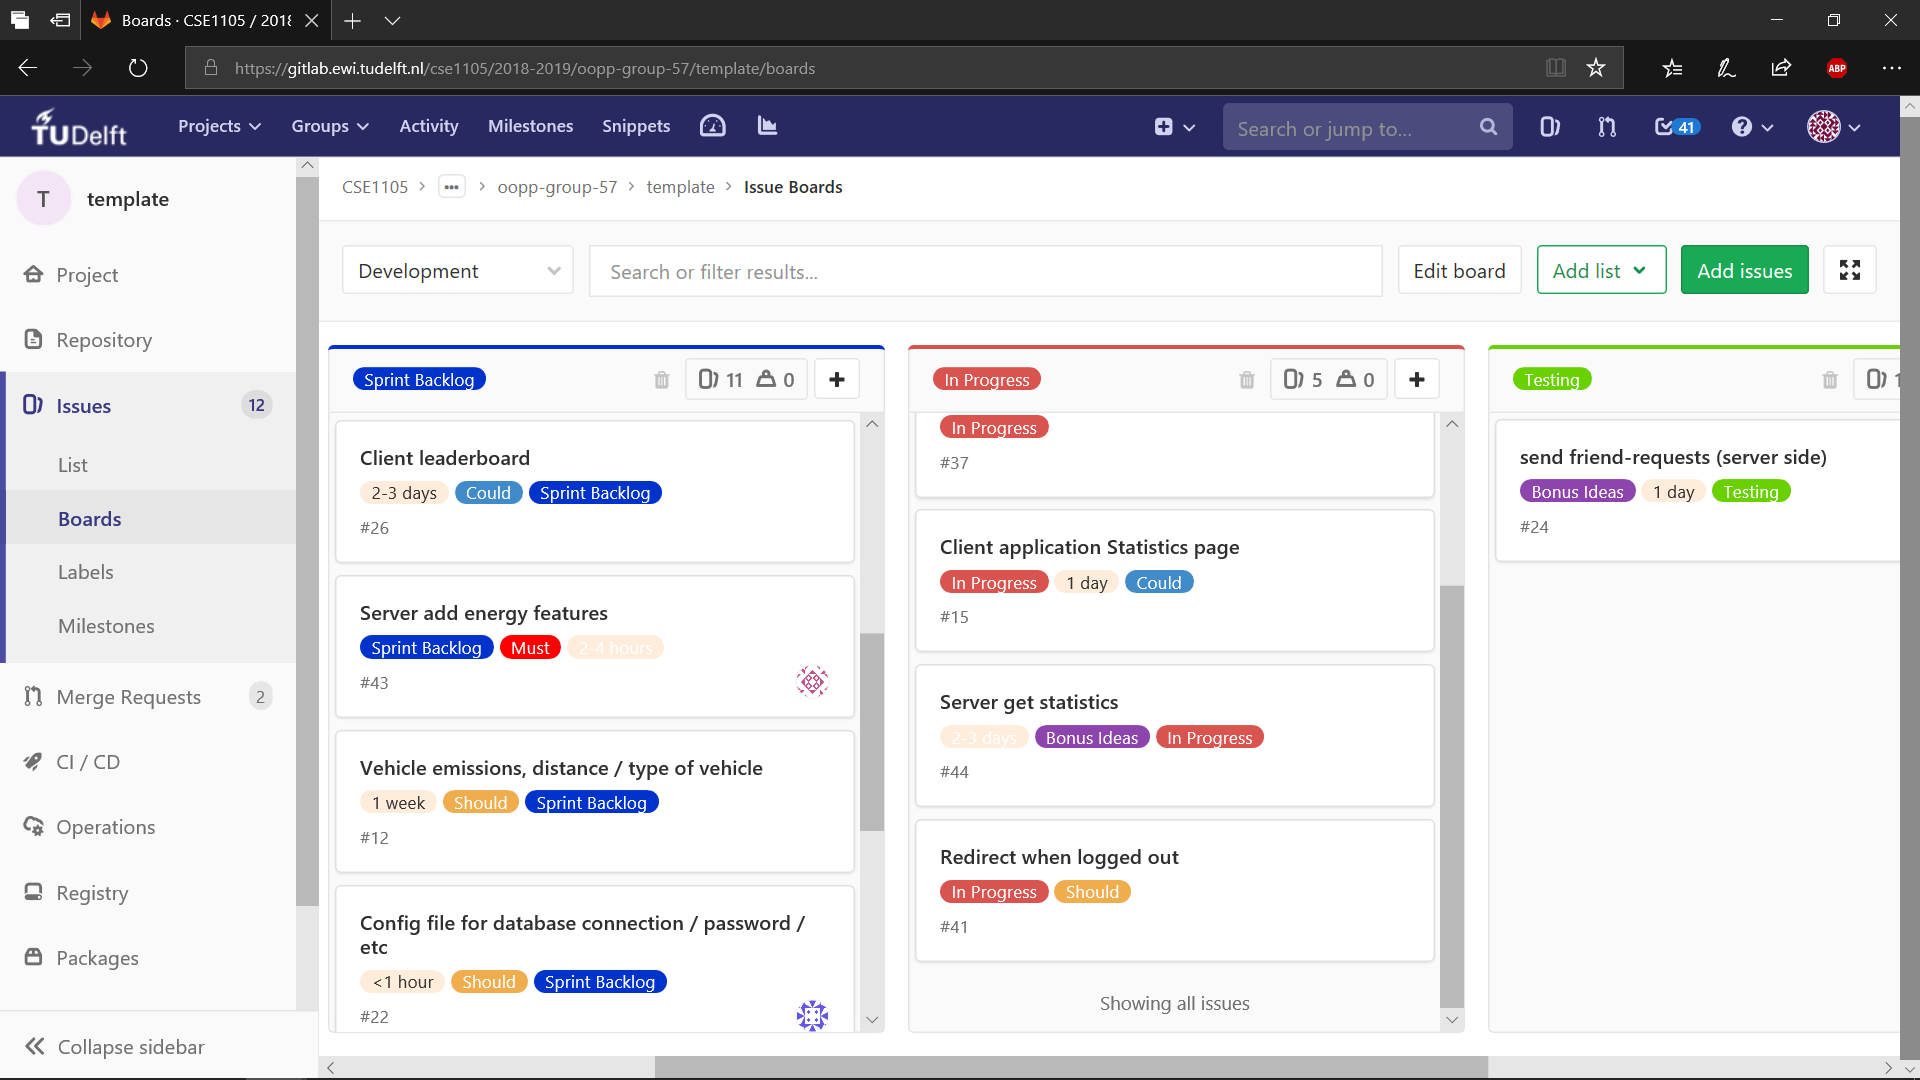 Boards · CSE1105 / 2018
https://gitlab.ewi.tudelft.nl/cse1105/2018-2019/oopp-group-57/template/boards
ABP
TUDelft
Projects
Groups
Activity
Milestones
Snippets
Search or jump to...
41
T
template
Project
Repository
Issues
12
List
Boards
Labels
Milestones
Merge Requests
2
CI / CD
Operations
Registry
Packages
Collapse sidebar
CSE1105 > ... > oopp-group-57 > template > Issue Boards
Development
Search or filter results...
Edit board
Add list
Add issues
Sprint Backlog
11
0
Client leaderboard
2-3 days Could Sprint Backlog
#26
Server add energy features
Sprint Backlog Must 2-4 hours
#43
Vehicle emissions, distance / type of vehicle
1 week Should Sprint Backlog
#12
Config file for database connection / password /
etc
<1 hour Should Sprint Backlog
#22
In Progress
5
0
In Progress
#37
Client application Statistics page
In Progress 1 day Could
#15
Server get statistics
2-3 days Bonus Ideas In Progress
#44
Redirect when logged out
In Progress Should
#41
Showing all issues
Testing
1
send friend-requests (server side)
Bonus Ideas 1 day Testing
#24